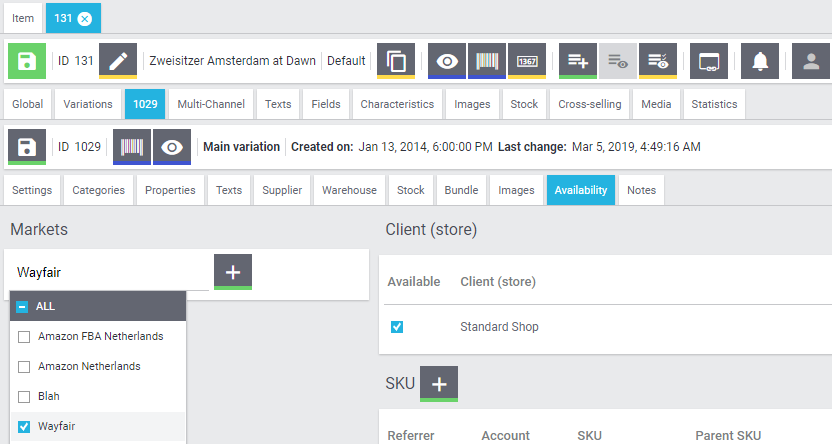 Item 131
ID 131 Zweisitzer Amsterdam at Dawn Default 1367
Global Variations 1029 Multi-Channel Texts Fields Characteristics Images Stock Cross-selling Media Statistics
ID 1029 Main variation Created on: Jan 13, 2014, 6:00:00 PM Last change: Mar 5, 2019, 4:49:16 AM
Settings Categories Properties Texts Supplier Warehouse Stock Bundle Images Availability Notes
Markets
Wayfair
ALL
Amazon FBA Netherlands
Amazon Netherlands
Blah
Wayfair
Client (store)
Available Client (store)
Standard Shop
SKU
Referrer Account SKU Parent SKU